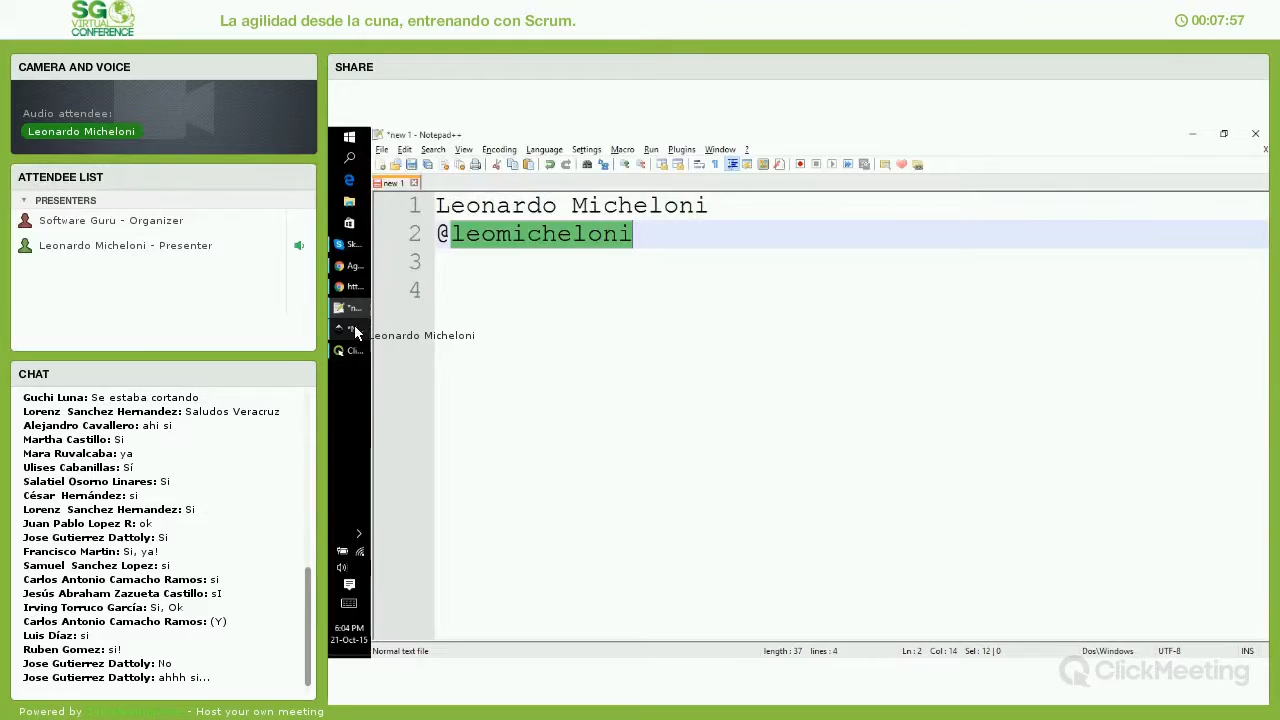 SG
VIRTUAL
CONFERENCE
La agilidad desde la cuna, entrenando con Scrum.
00:07:57
CAMERA AND VOICE
Audio attendee:
Leonardo Micheloni
ATTENDEE LIST
PRESENTERS
Software Guru - Organizer
Leonardo Micheloni - Presenter
CHAT
Guchi Luna: Se estaba cortando
Lorenz Sanchez Hernandez: Saludos Veracruz
Alejandro Cavallero: ahi si
Martha Castillo: Si
Mara Ruvalcaba: ya
Ulises Cabanillas: Sí
Salatiel Osorno Linares: Si
César Hernández: si
Lorenz Sanchez Hernandez: Si
Juan Pablo Lopez R: ok
Jose Gutierrez Dattoly: Si
Francisco Martin: Si, ya!
Samuel Sanchez Lopez: si
Carlos Antonio Camacho Ramos: si
Jesús Abraham Zazueta Castillo: sI
Irving Torruco García: Si, Ok
Carlos Antonio Camacho Ramos: (Y)
Luis Díaz: si
Ruben Gomez: si!
Jose Gutierrez Dattoly: No
Jose Gutierrez Dattoly: ahhh si...
Powered by - Host your own meeting
SHARE
*new 1 - Notepad++
File Edit Search View Encoding Language Settings Macro Run Plugins Window ?
X
new 1
1 Leonardo Micheloni
2 @leomicheloni
3
4
Sk...
Ag...
htt...
*n...
Cli...
Leonardo Micheloni
6:04 PM
21-Oct-15
Normal text file
length : 37 lines : 4
Ln : 2 Col : 14 Sel : 12 | 0
Dos\Windows
UTF-8
INS
ClickMeeting